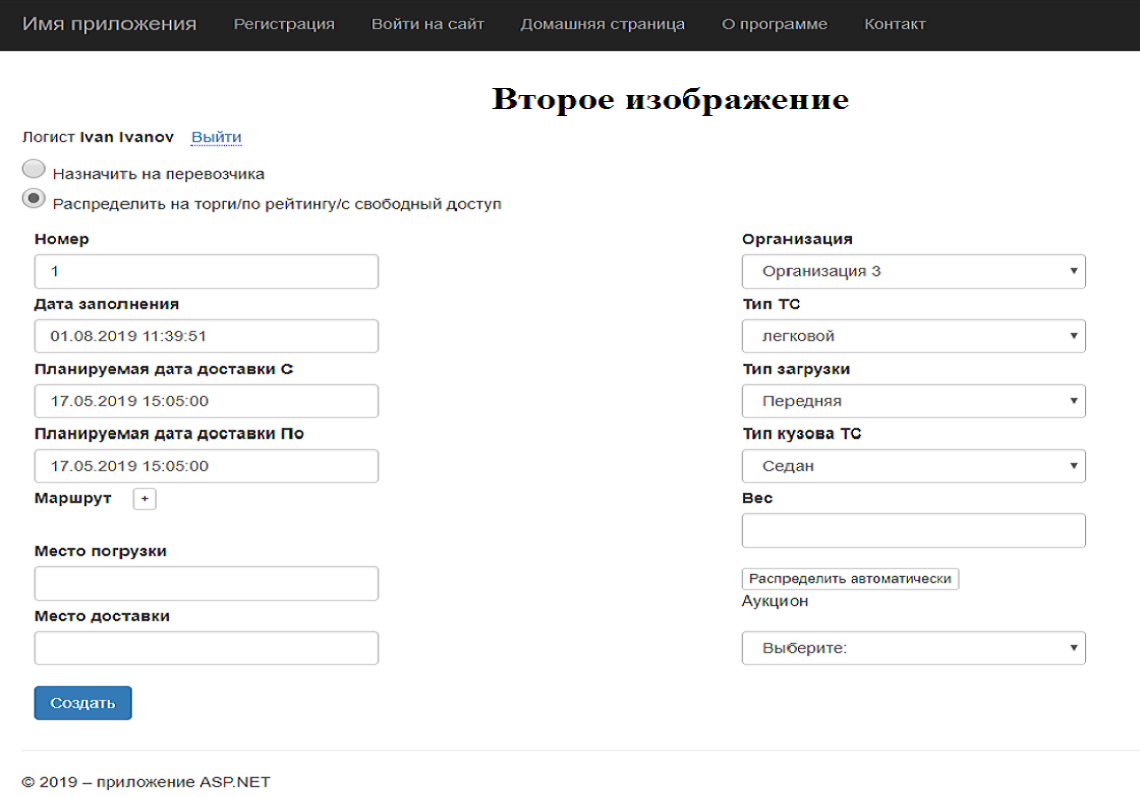 Имя приложения Регистрация Войти на сайт Домашняя страница О программе Контакт
Второе изображение
Логист Ivan Ivanov Выйти
Назначить на перевозчика
Распределить на торги/по рейтингу/с свободный доступ
Номер
1
Дата заполнения
01.08.2019 11:39:51
Планируемая дата доставки С
17.05.2019 15:05:00
Планируемая дата доставки По
17.05.2019 15:05:00
Маршрут +
Место погрузки
Место доставки
Создать
Организация
Организация 3
Тип ТС
легковой
Тип загрузки
Передняя
Тип кузова ТС
Седан
Вес
Распределить автоматически
Аукцион
Выберите:
© 2019 – приложение ASP.NET